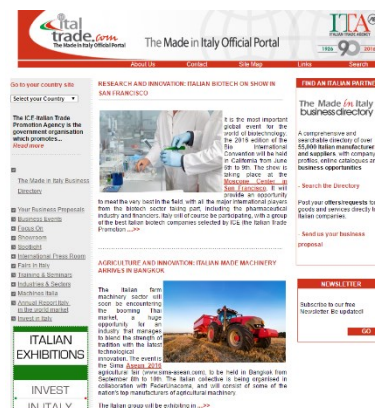 ital
trade.com
The Made in Italy Official Portal
The Made in Italy Official Portal
ITA
ITALIAN TRADE AGENCY
1926 90 2016
About Us Contact Site Map Links Search
Go to your country site
Select your Country
The ICE-Italian Trade
Promotion Agency is the
government organisation
which promotes...
Read more
The Made in Italy Business
Directory
Your Business Proposals
Business Events
Focus On
Showroom
Spotlight
International Press Room
Fairs in Italy
Training & Seminars
Industries & Sectors
Machines Italia
Annual Report:Italy
in the world market
Invest in Italy
ITALIAN
EXHIBITIONS
INVEST
IN ITALY
RESEARCH AND INNOVATION: ITALIAN BIOTECH ON SHOW IN
SAN FRANCISCO
It is the most important
global event for the
world of biotechnology:
the 2016 edition of the
Bio International
Convention will be held
in California from June
6th to 9th. The show is
taking place at the
Moscone Center in
San Francisco. It will
provide an opportunity
to meet the very best in the field, with all the major international players
from the biotech sector taking part, including the pharmaceutical
industry and financiers. Italy will of course be participating, with a group
of the best Italian biotech companies selected by ICE (the Italian Trade
Promotion ...>>
AGRICULTURE AND INNOVATION: ITALIAN MADE MACHINERY
ARRIVES IN BANGKOK
The Italian farm
machinery sector will
soon be encountering
the booming Thai
market, a huge
opportunity for an
industry that manages
to blend the strength of
tradition with the latest
technological
innovation. The event is
the Sima Asean 2016
agricultural fair (www.sima-asean.com), to be held in Bangkok from
September 8th to 10th. The Italian collective is being organised in
collaboration with FederUnacoma, and will consist of some of the
nation's top manufacturers of agricultural machinery.
The Italian group will be exhibiting in ...>>
FIND AN ITALIAN PARTNER
The Made in Italy
business directory
A comprehensive and
searchable directory of over
55,000 Italian manufacturers
and suppliers, with company
profiles, online catalogues and
business opportunities
- Search the Directory
Post your offers/requests for
goods and services directly to
Italian companies.
- Send us your business
proposal
NEWSLETTER
Subscribe to our free
Newsletter. Be updated!
GO